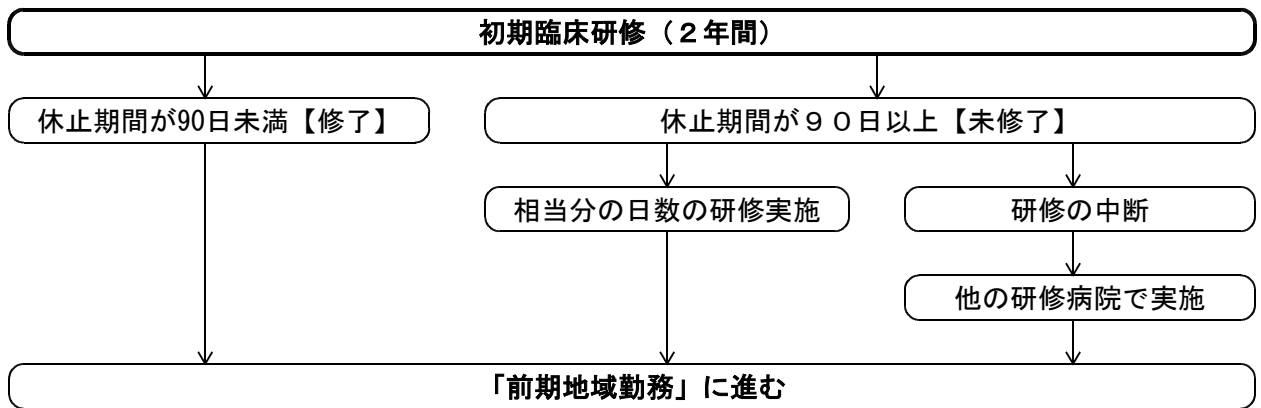 初期臨床研修（２年間）
休止期間が90日未満【修了】
休止期間が９０日以上【未修了】
相当分の日数の研修実施
研修の中断
他の研修病院で実施
「前期地域勤務」に進む